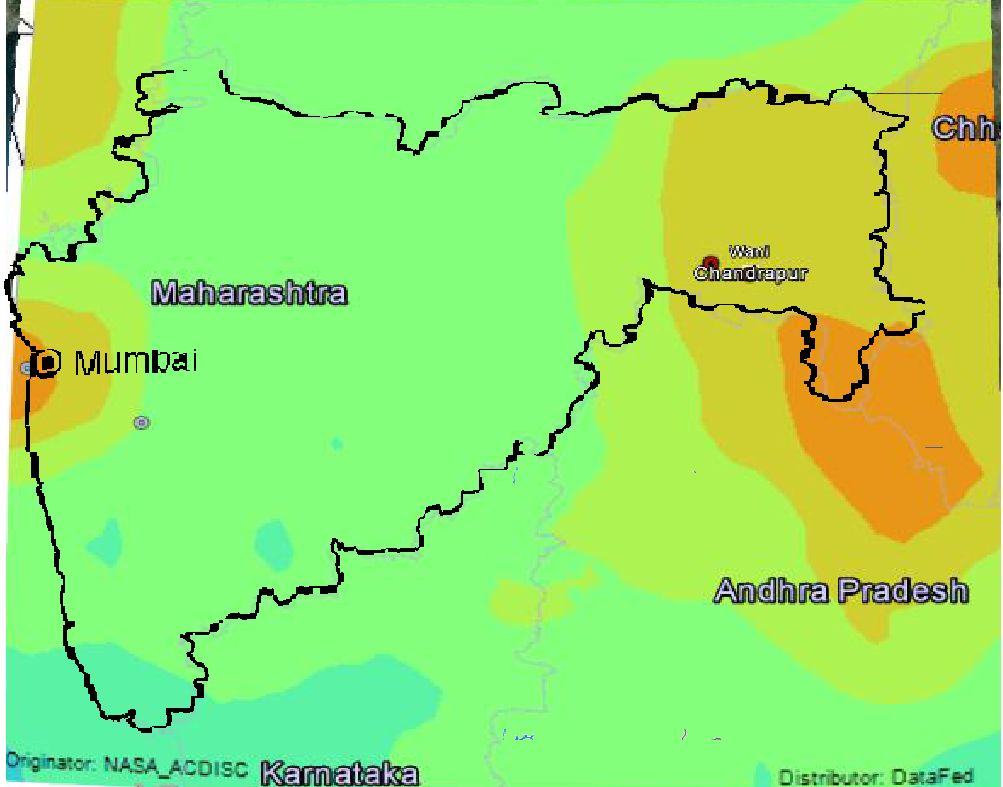 Chh
Wani
Chandrapur
Maharashtra
Mumbai
Andhra Pradesh
Originator: NASA_ACDISC
Karnataka
Distributor: DataFed